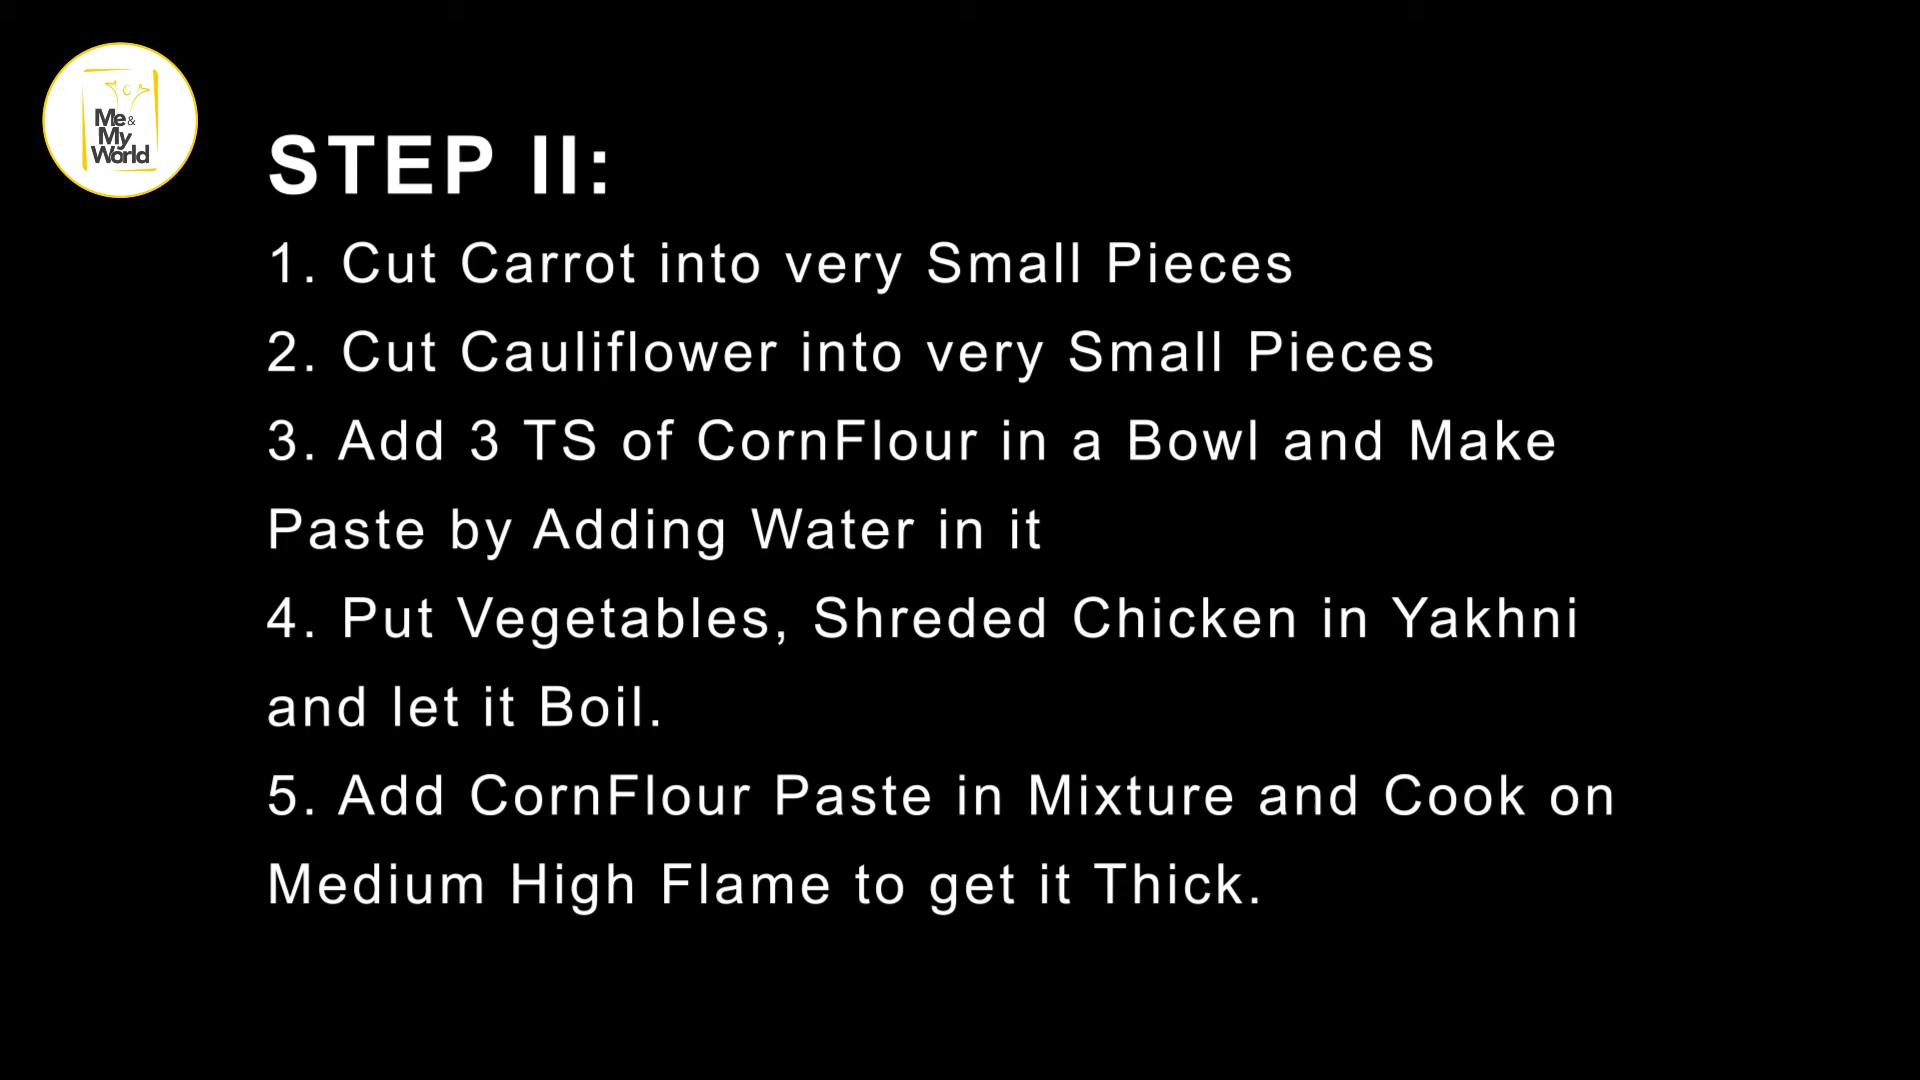 Me &
My
World
STEP II:
1. Cut Carrot into very Small Pieces
2. Cut Cauliflower into very Small Pieces
3. Add 3 TS of CornFlour in a Bowl and Make
Paste by Adding Water in it
4. Put Vegetables, Shreded Chicken in Yakhni
and let it Boil.
5. Add CornFlour Paste in Mixture and Cook on
Medium High Flame to get it Thick.